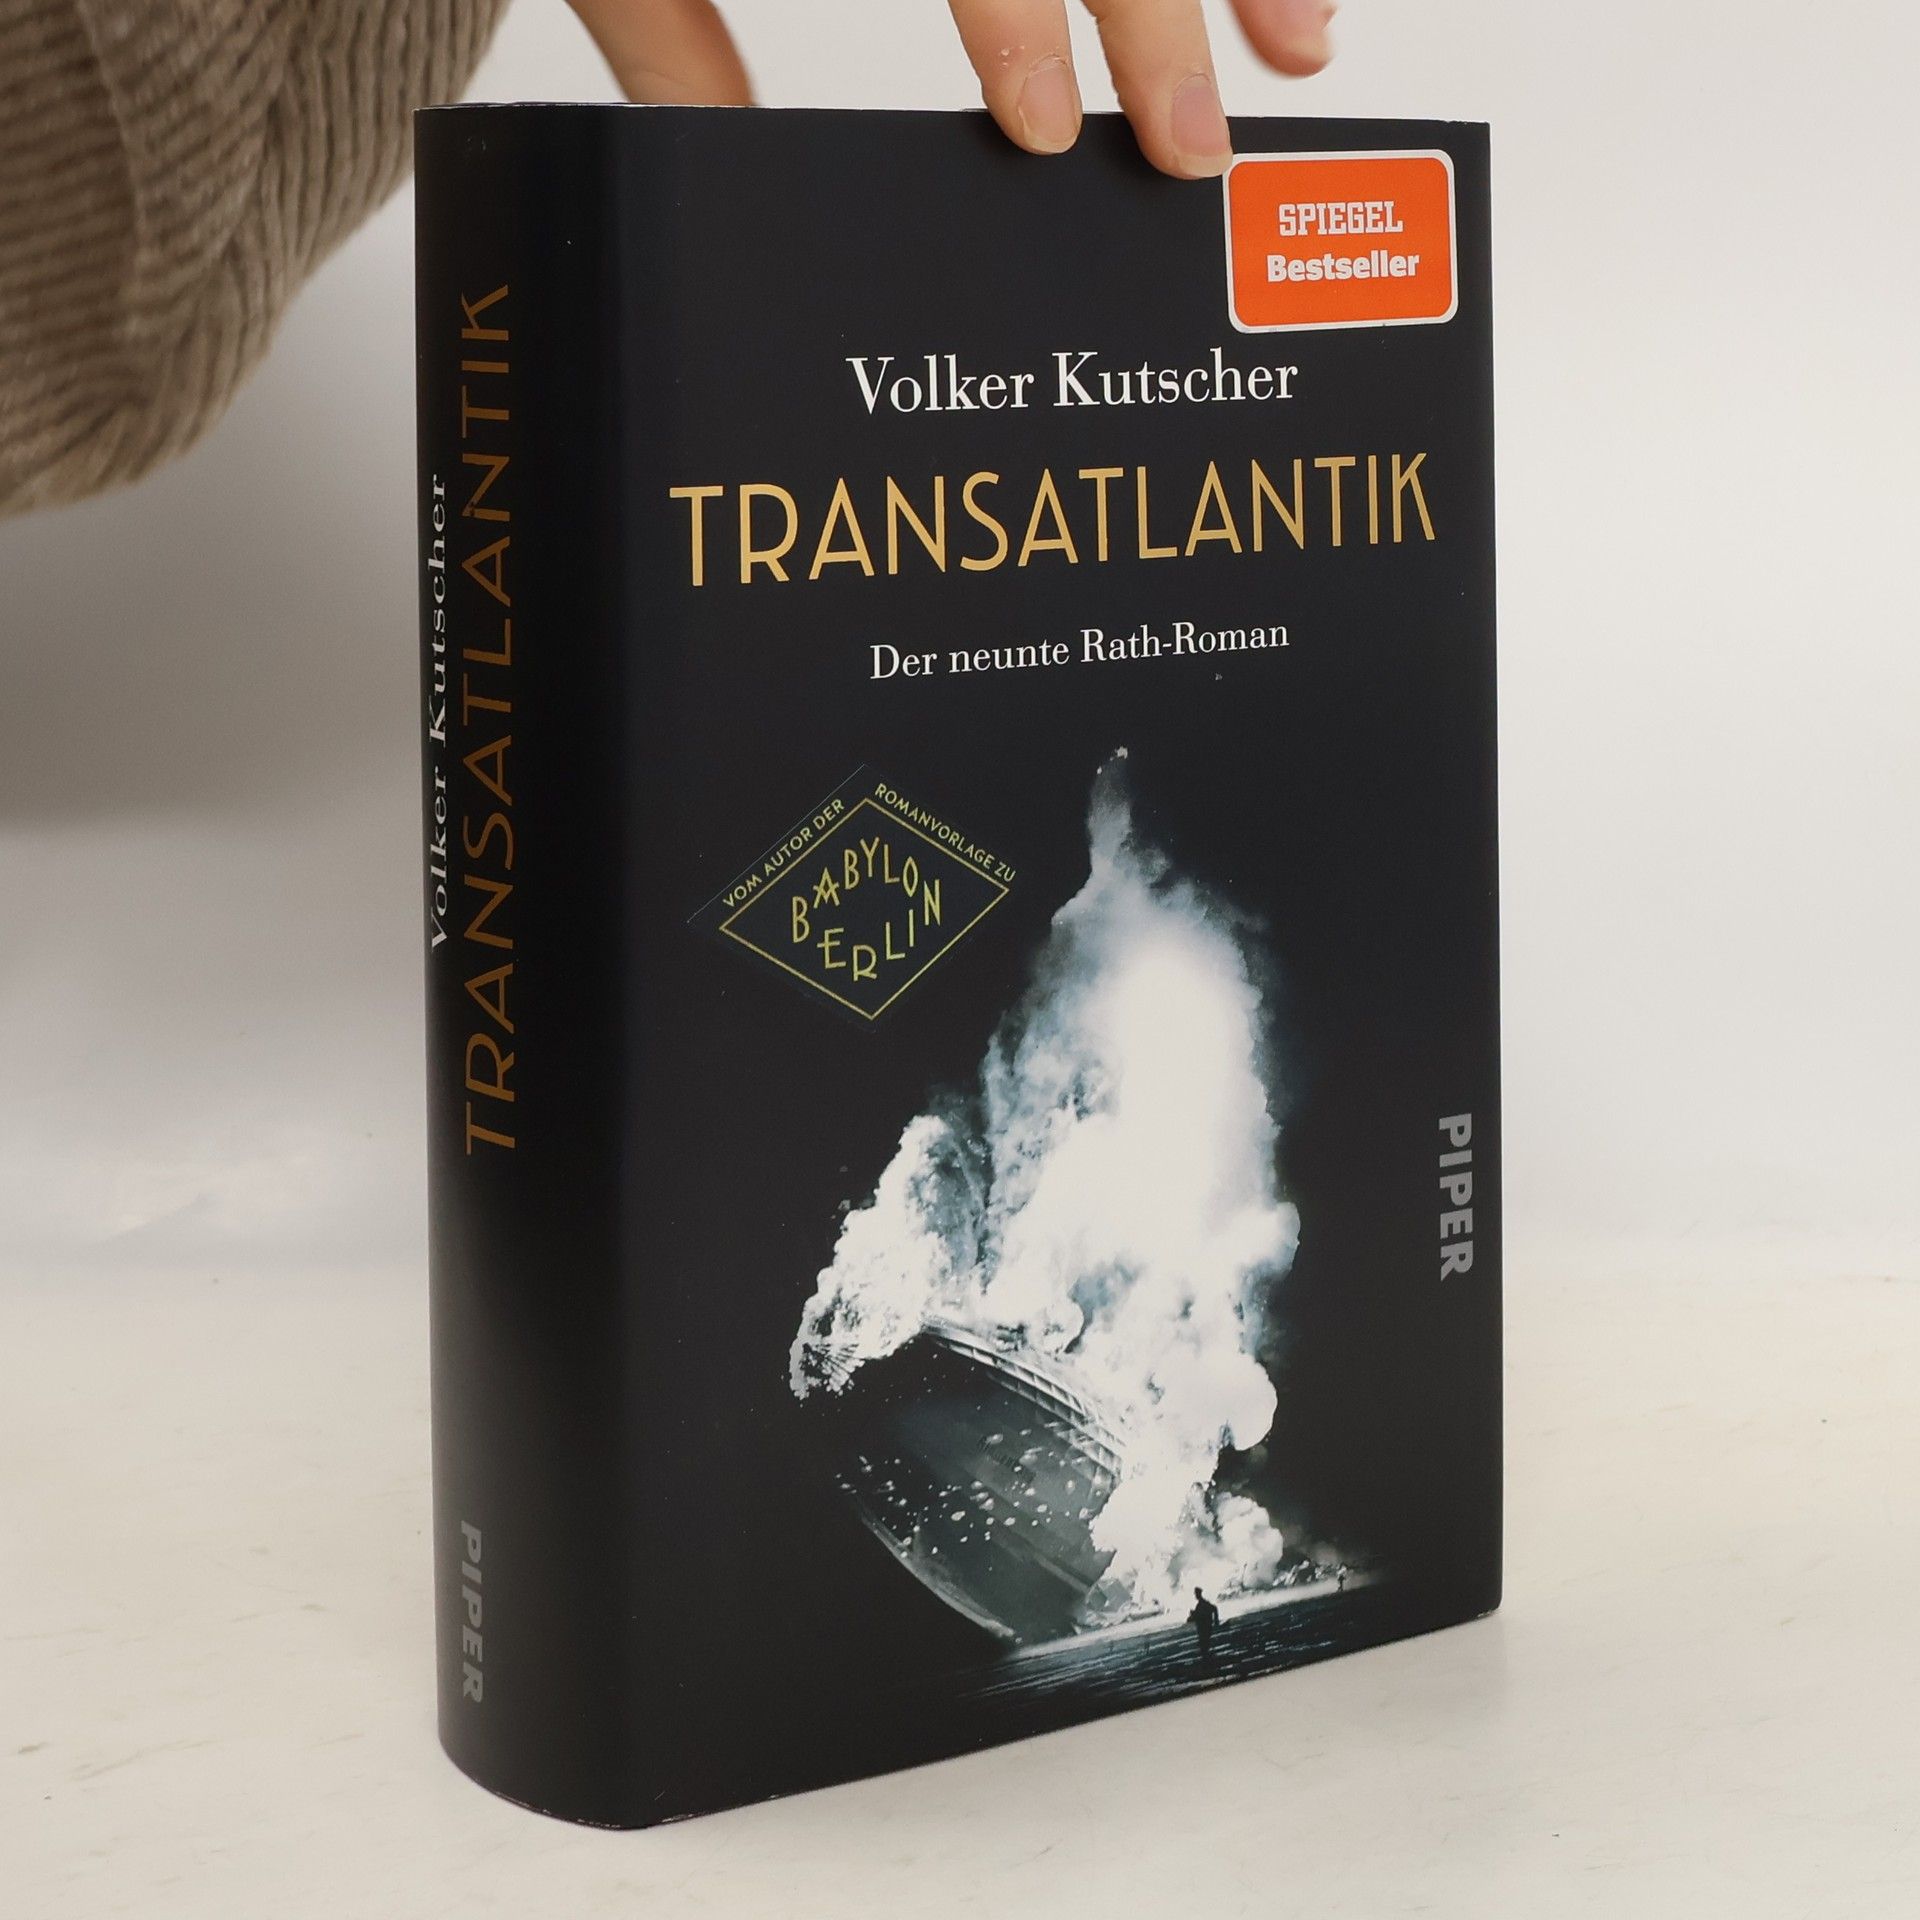 SPIEGEL
Bestseller
Volker Kutscher
TRANSATLANTIK
Der neunte Rath-Roman
VOM AUTOR DER ROMANVORLAGE ZU
BABYLON
BERLIN
PIPER
Volker Kutscher
TRANSATLANTIK
PIPER